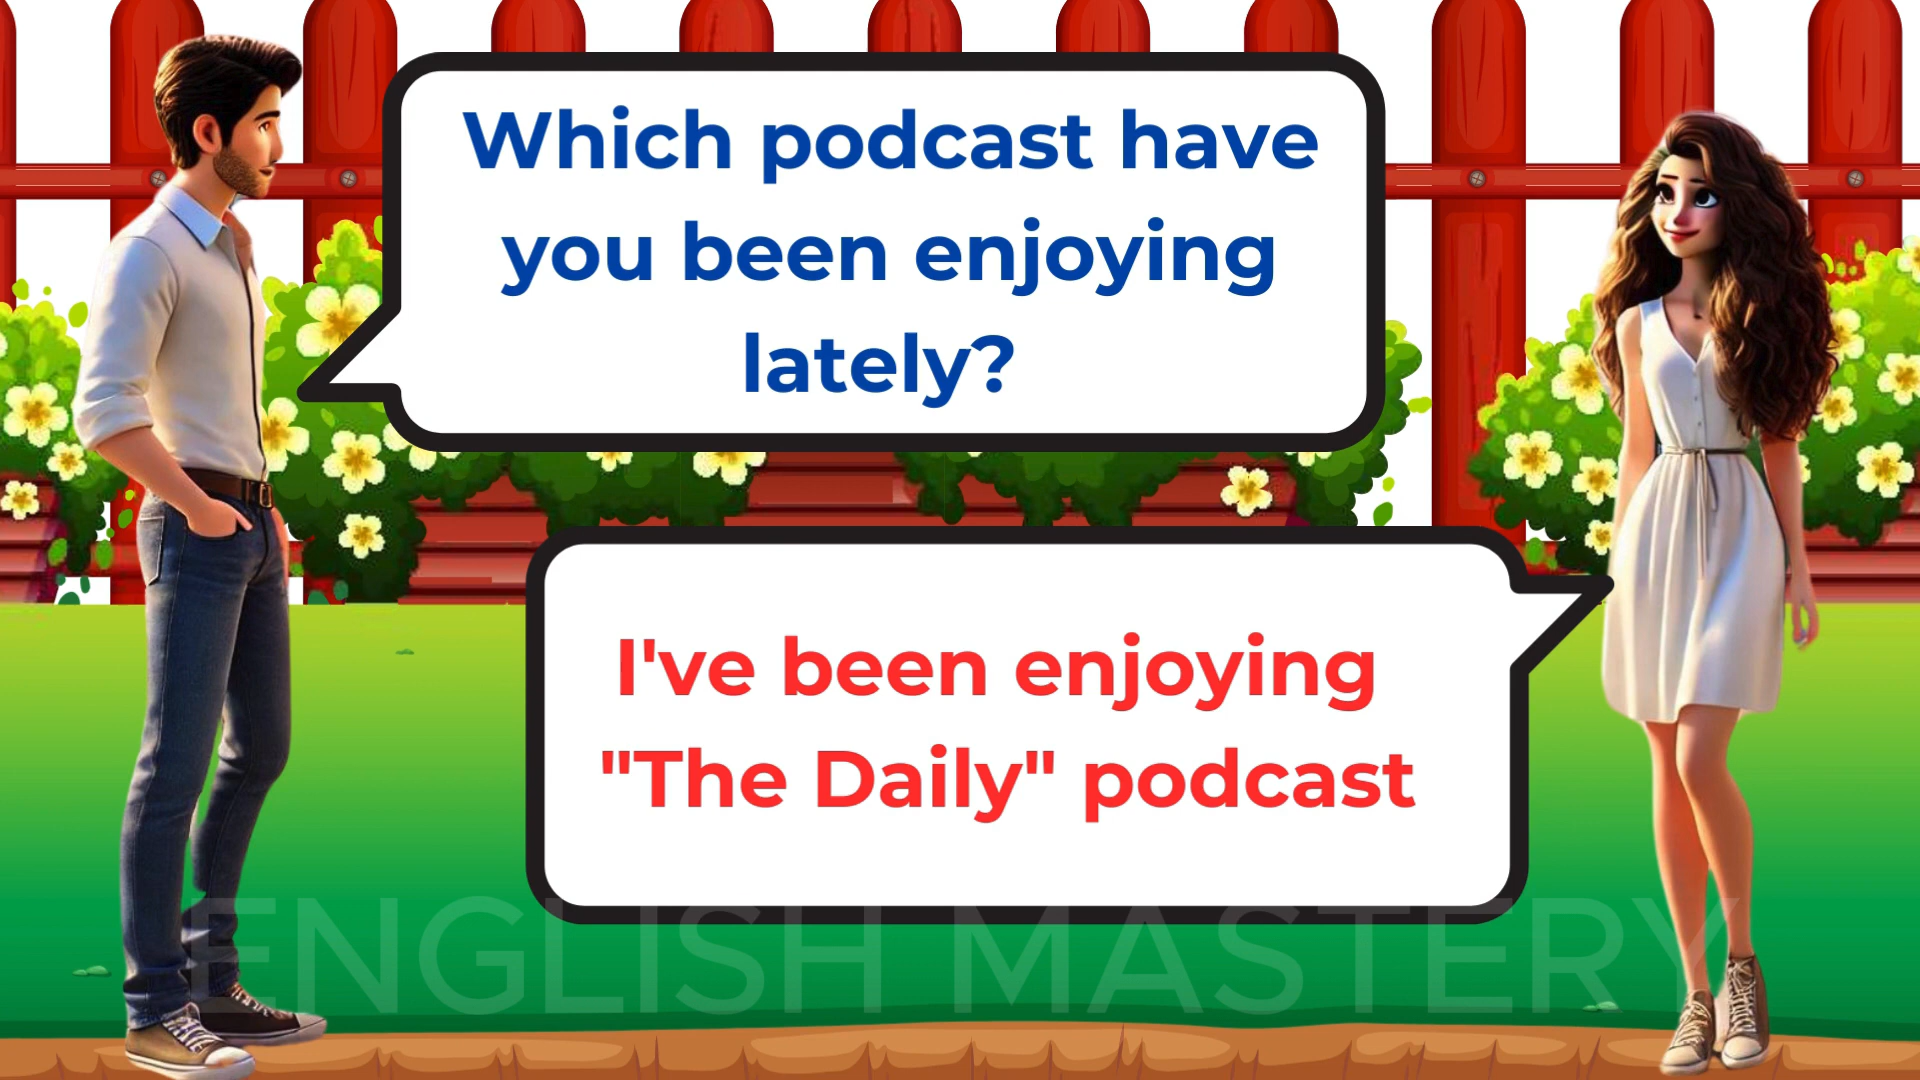 Which podcast have
you been enjoying
lately?
I've been enjoying
"The Daily" podcast
ENGLISH MASTERY